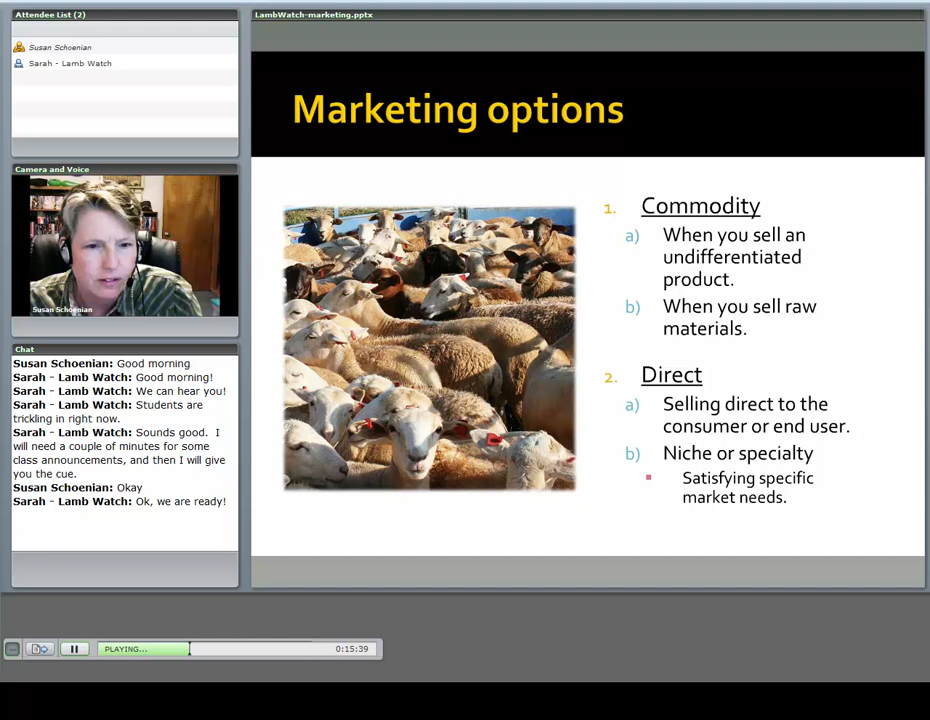 Attendee List (2)
Susan Schoenian
Sarah - Lamb Watch
Camera and Voice
Susan Schoenian
Chat
Susan Schoenian: Good morning
Sarah - Lamb Watch: Good morning!
Sarah - Lamb Watch: We can hear you!
Sarah - Lamb Watch: Students are
trickling in right now.
Sarah - Lamb Watch: Sounds good. I
will need a couple of minutes for some
class announcements, and then I will give
you the cue.
Susan Schoenian: Okay
Sarah - Lamb Watch: Ok, we are ready!
LambWatch-marketing.pptx
Marketing options
1. Commodity
a) When you sell an
undifferentiated
product.
b) When you sell raw
materials.
2. Direct
a) Selling direct to the
consumer or end user.
b) Niche or specialty
Satisfying specific
market needs.
PLAYING...
0:15:39